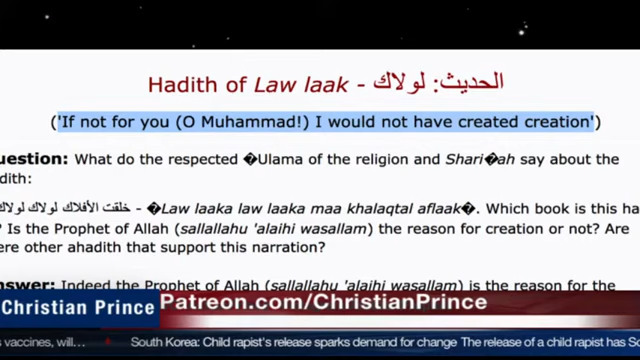 Hadith of Law laak - الحديث: لولاك
('If not for you (O Muhammad!) I would not have created creation')
uestion: What do the respected �Ulama of the religion and Shari�ah say about the
dith:
خلقت الأفلاك لولاك لولاك - �Law laaka law laaka maa khalaqtal aflaak�. Which book is this ha
? Is the Prophet of Allah (sallallahu 'alaihi wasallam) the reason for creation or not? Are
ere other ahadith that support this narration?
nswer: Indeed the Prophet of Allah (sallallahu 'alaihi wasallam) is the reason for the
Christian Prince
Patreon.com/ChristianPrince
s vaccines, will... South Korea: Child rapist's release sparks demand for change The release of a child rapist has So